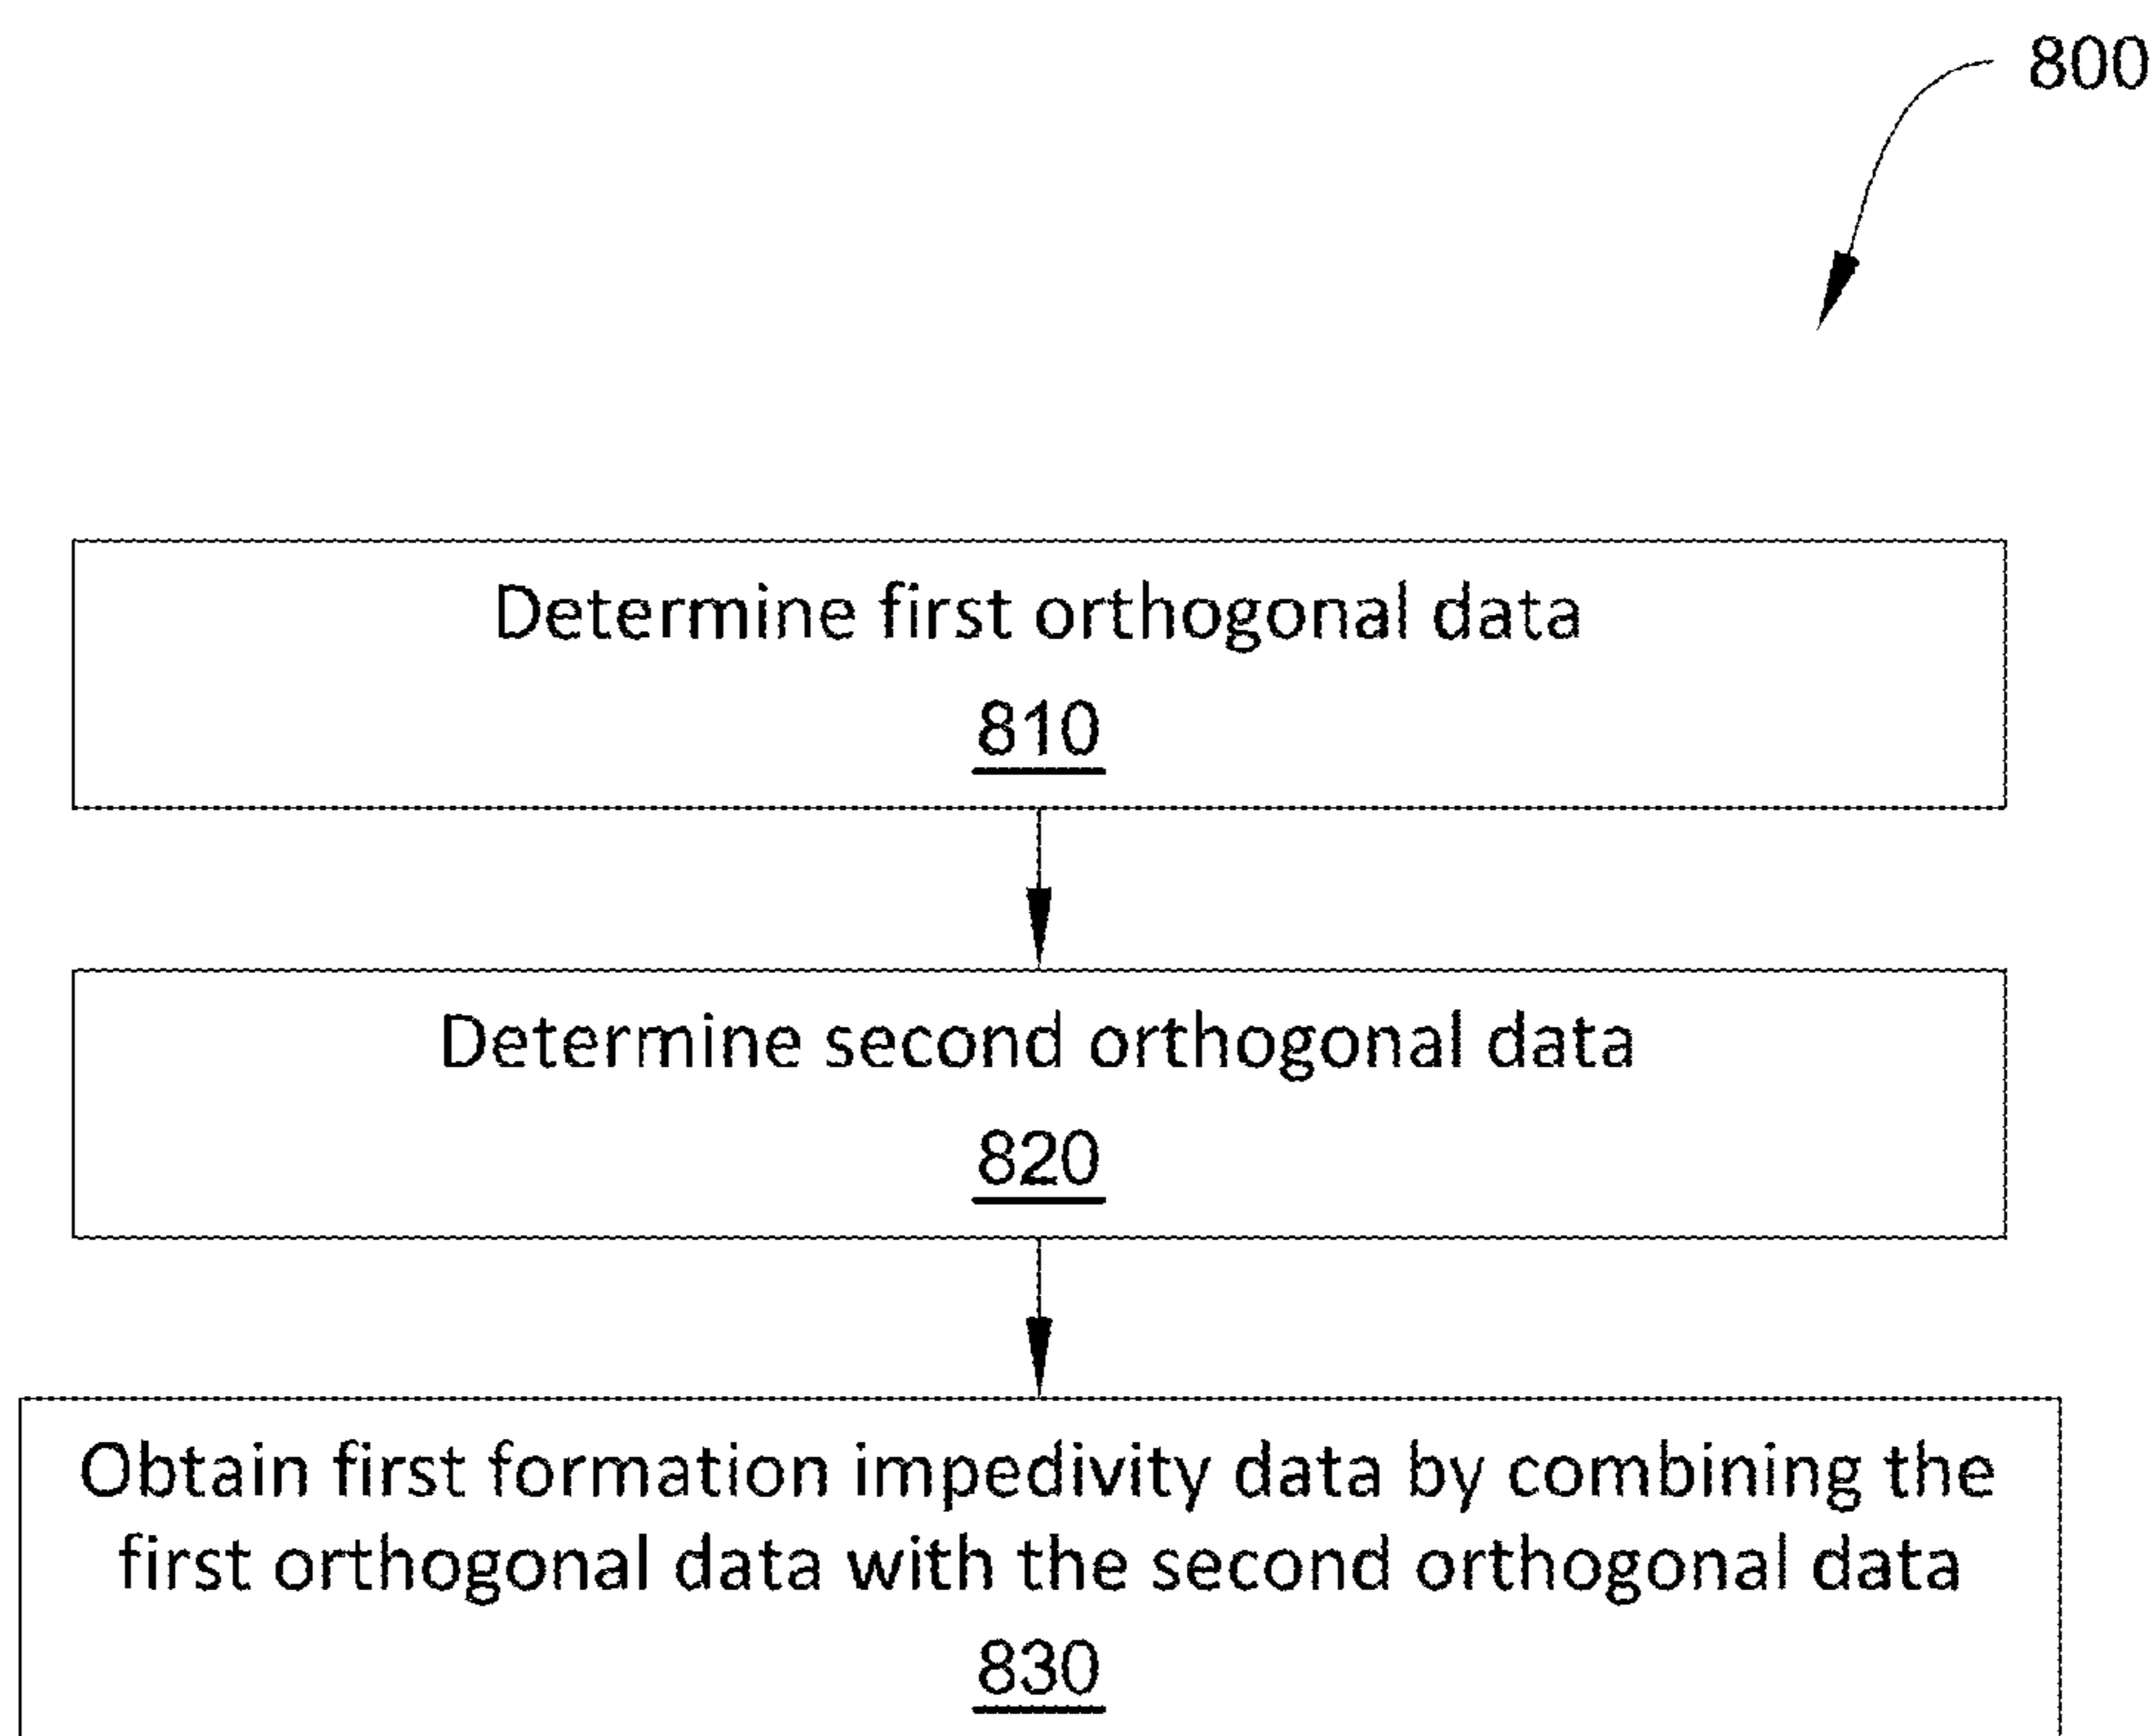 800
Determine first orthogonal data
810
Determine second orthogonal data
820
Obtain first formation impedivity data by combining the
first orthogonal data with the second orthogonal data
830